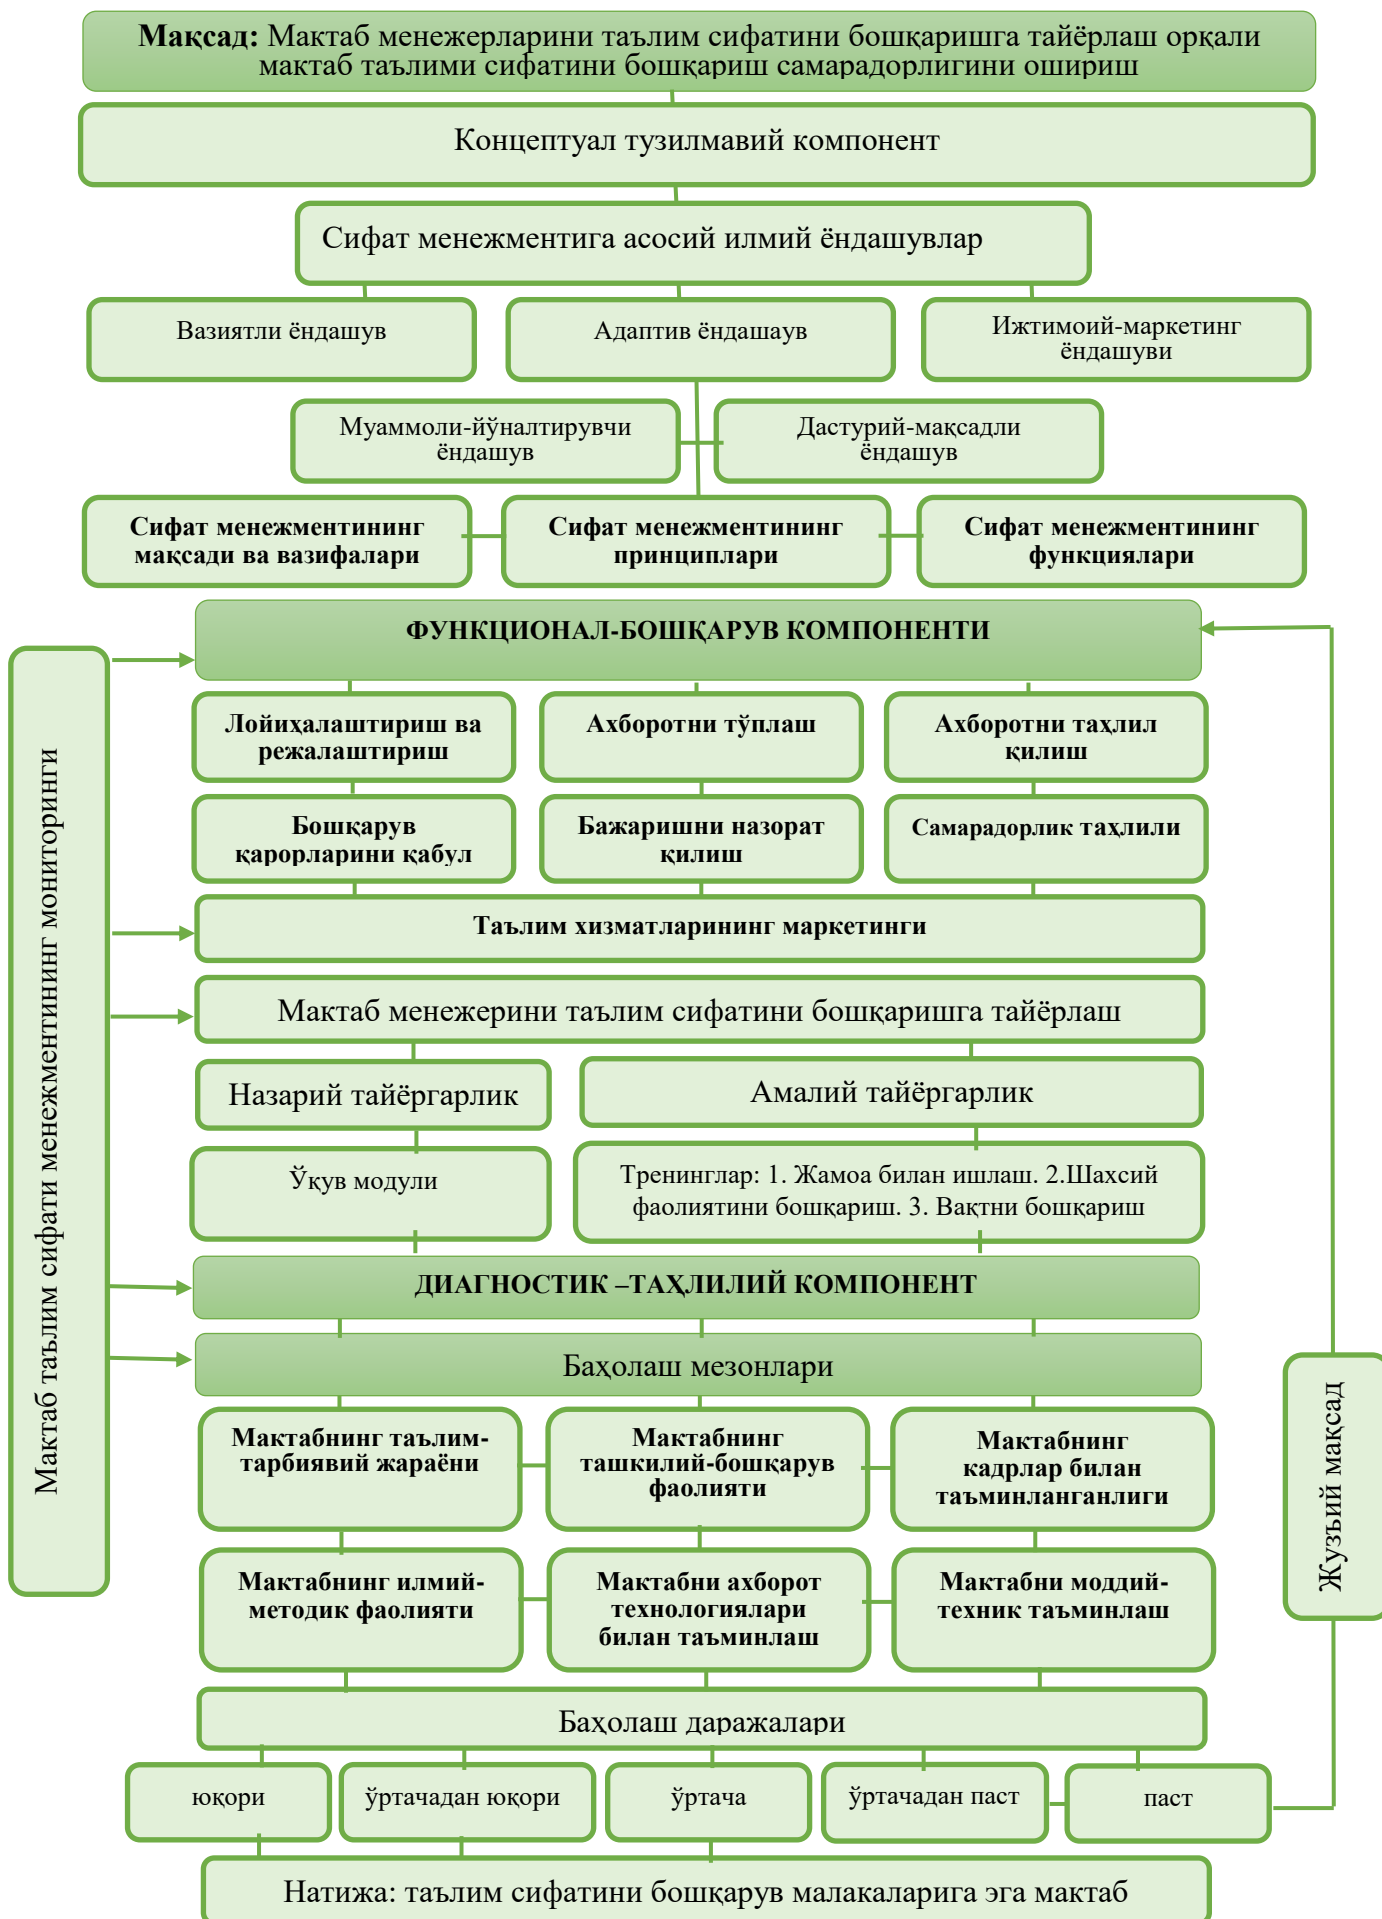 Мақсад: Мактаб менежерларини таълим сифатини бошқаришга тайёрлаш орқали
мактаб таълими сифатини бошқариш самарадорлигини ошириш
Концептуал тузилмавий компонент
Сифат менежментига асосий илмий ёндашувлар
Вазиятли ёндашув
Адаптив ёндашаув
Ижтимоий-маркетинг
ёндашуви
Муаммоли-йўналтирувчи
ёндашув
Дастурий-мақсадли
ёндашув
Сифат менежментининг
мақсади ва вазифалари
Сифат менежментининг
принциплари
Сифат менежментининг
функциялари
ФУНКЦИОНАЛ-БОШҚАРУВ КОМПОНЕНТИ
Лойиҳалаштириш ва
режалаштириш
Ахборотни тўплаш
Ахборотни таҳлил
қилиш
Бошқарув
қарорларини қабул
Бажаришни назорат
қилиш
Самарадорлик таҳлили
Таълим хизматларининг маркетинги
Мактаб менежерини таълим сифатини бошқаришга тайёрлаш
Назарий тайёргарлик
Амалий тайёргарлик
Ўқув модули
Тренинглар: 1. Жамоа билан ишлаш. 2.Шахсий
фаолиятини бошқариш. 3. Вақтни бошқариш
ДИАГНОСТИК –ТАҲЛИЛИЙ КОМПОНЕНТ
Баҳолаш мезонлари
Мактабнинг таълим-
тарбиявий жараёни
Мактабнинг
ташкилий-бошқарув
фаолияти
Мактабнинг
кадрлар билан
таъминланганлиги
Мактабнинг илмий-
методик фаолияти
Мактабни ахборот
технологиялари
билан таъминлаш
Мактабни моддий-
техник таъминлаш
Баҳолаш даражалари
юқори
ўртачадан юқори
ўртача
ўртачадан паст
паст
Натижа: таълим сифатини бошқарув малакаларига эга мактаб
Мактаб таълим сифати менежментининг мониторинги
Жузъий мақсад